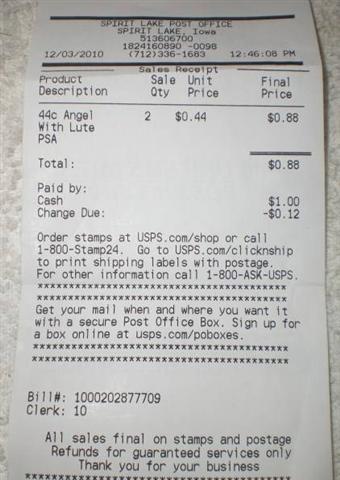 SPIRIT LAKE POST OFFICE
SPIRIT LAKE, Iowa
513606700
1824160890 -0098
12/03/2010 (712)336-1683 12:46:08 PM
Sales Receipt
Product Sale Unit Final
Description Qty Price Price
44c Angel 2 $0.44 $0.88
With Lute
PSA
Total: $0.88
Paid by:
Cash $1.00
Change Due: -$0.12
Order stamps at USPS.com/shop or call
1-800-Stamp24. Go to USPS.com/clicknship
to print shipping labels with postage.
For other information call 1-800-ASK-USPS.
Get your mail when and where you want it
with a secure Post Office Box. Sign up for
a box online at usps.com/poboxes.
Bill#: 1000202877709
Clerk: 10
All sales final on stamps and postage
Refunds for guaranteed services only
Thank you for your business